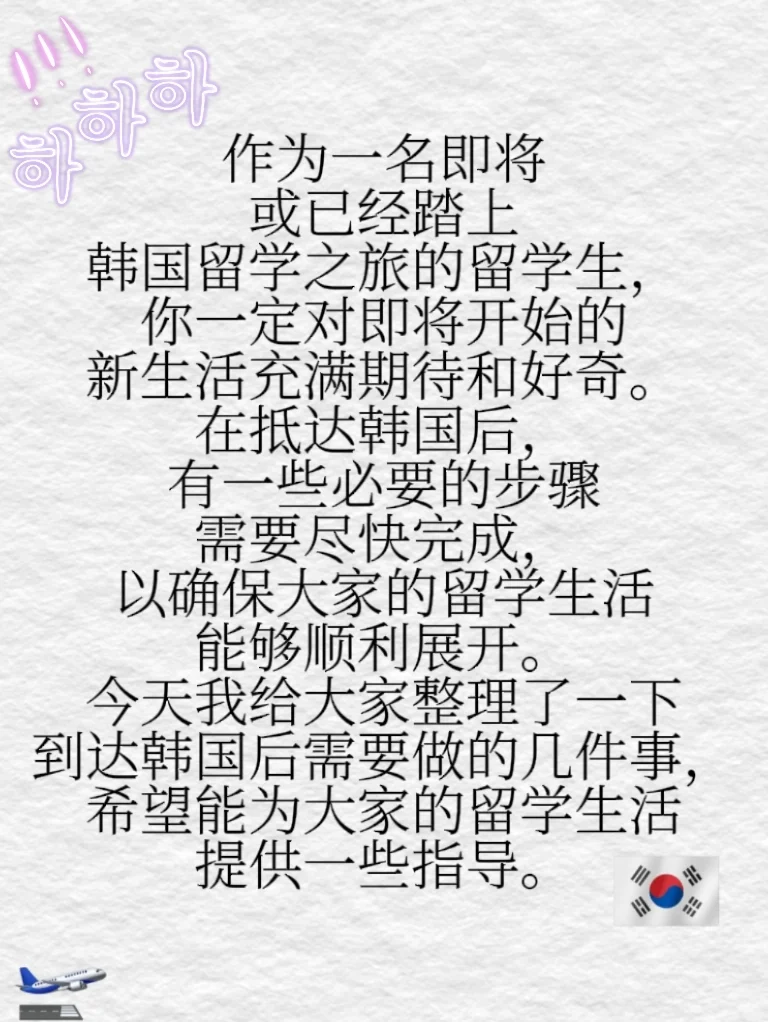 !!!
하하하
作为一名即将
或已经踏上
韩国留学之旅的留学生，
你一定对即将开始的
新生活充满期待和好奇。
在抵达韩国后，
有一些必要的步骤
需要尽快完成，
以确保大家的留学生活
能够顺利展开。
今天我给大家整理了一下
到达韩国后需要做的几件事，
希望能为大家的留学生活
提供一些指导。